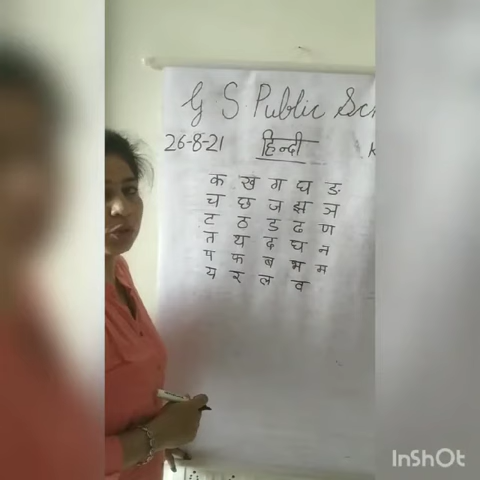 G S Public Sc
26-8-21 हिन्दी K
क ख ग घ ङ
च छ ज झ ञ
ट ठ ड ढ ण
त थ द घ न
प फ ब भ म
य र ल व
InShOt